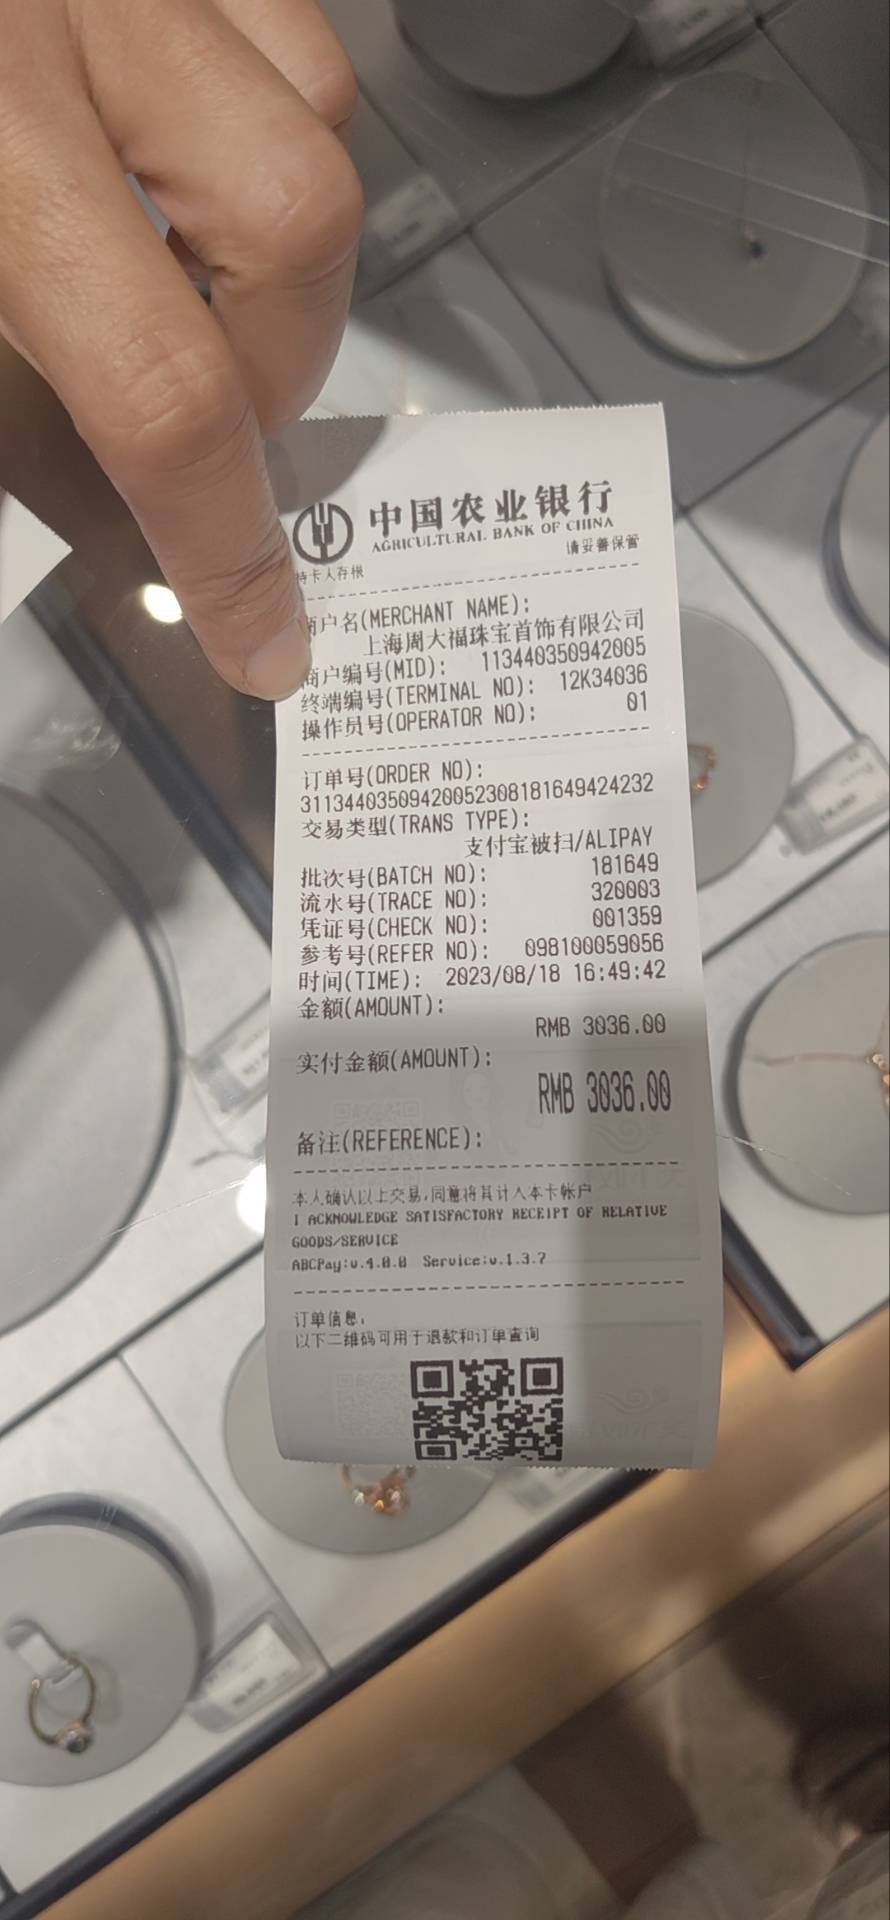 中国农业银行
AGRICULTURAL BANK OF CHINA
请妥善保管
持卡人存根
商户名(MERCHANT NAME):
上海周大福珠宝首饰有限公司
商户编号(MID): 113440350942005
终端编号(TERMINAL NO): 12K34036
操作员号(OPERATOR NO): 01
订单号(ORDER NO):
31134403509420052308181649424232
交易类型(TRANS TYPE):
支付宝被扫/ALIPAY
批次号(BATCH NO): 181649
流水号(TRACE NO): 320003
凭证号(CHECK NO): 001359
参考号(REFER NO): 098100059056
时间(TIME): 2023/08/18 16:49:42
金额(AMOUNT):
RMB 3036.00
实付金额(AMOUNT):
RMB 3036.00
备注(REFERENCE):
本人确认以上交易,同意将其计入本卡帐户
I ACKNOWLEDGE SATISFACTORY RECEIPT OF RELATIVE
GOODS/SERVICE
ABCPay:v.4.0.0 Service:v.1.3.7
订单信息:
以下二维码可用于退款和订单查询